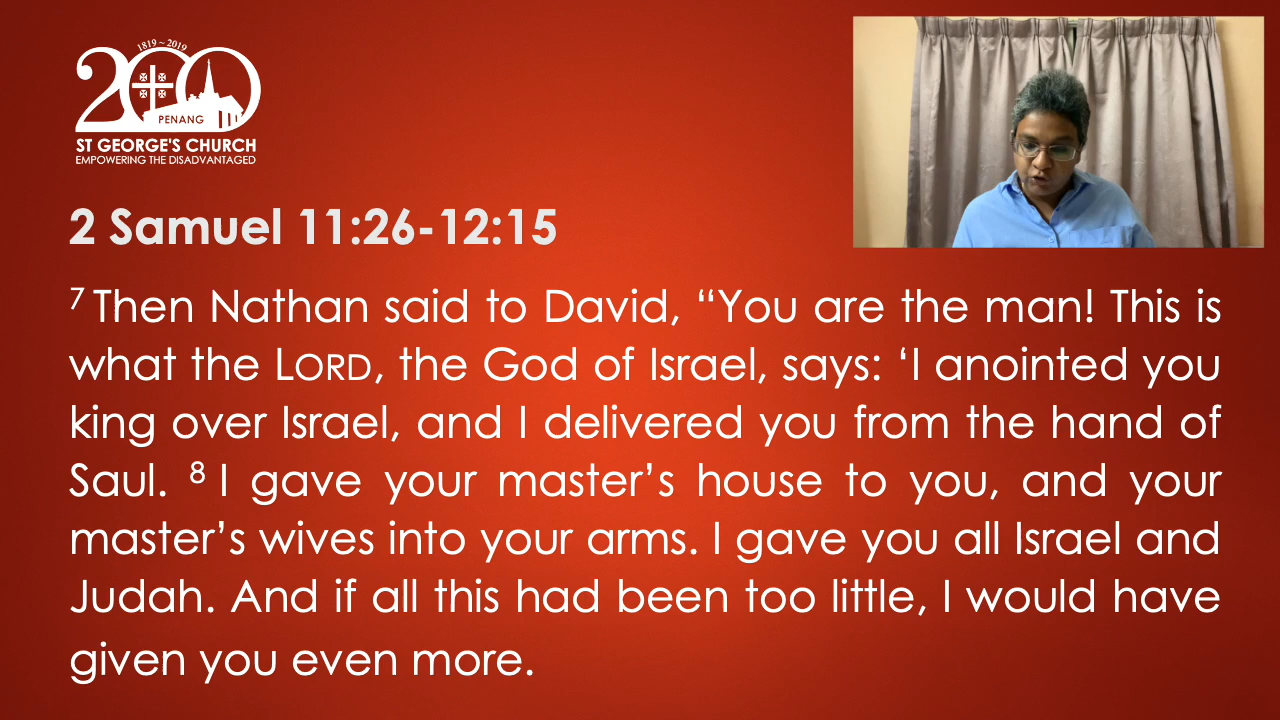 1819 ~ 2019
200
PENANG
ST GEORGE'S CHURCH
EMPOWERING THE DISADVANTAGED
2 Samuel 11:26-12:15
7 Then Nathan said to David, “You are the man! This is
what the LORD, the God of Israel, says: ‘I anointed you
king over Israel, and I delivered you from the hand of
Saul. 8 I gave your master’s house to you, and your
master’s wives into your arms. I gave you all Israel and
Judah. And if all this had been too little, I would have
given you even more.